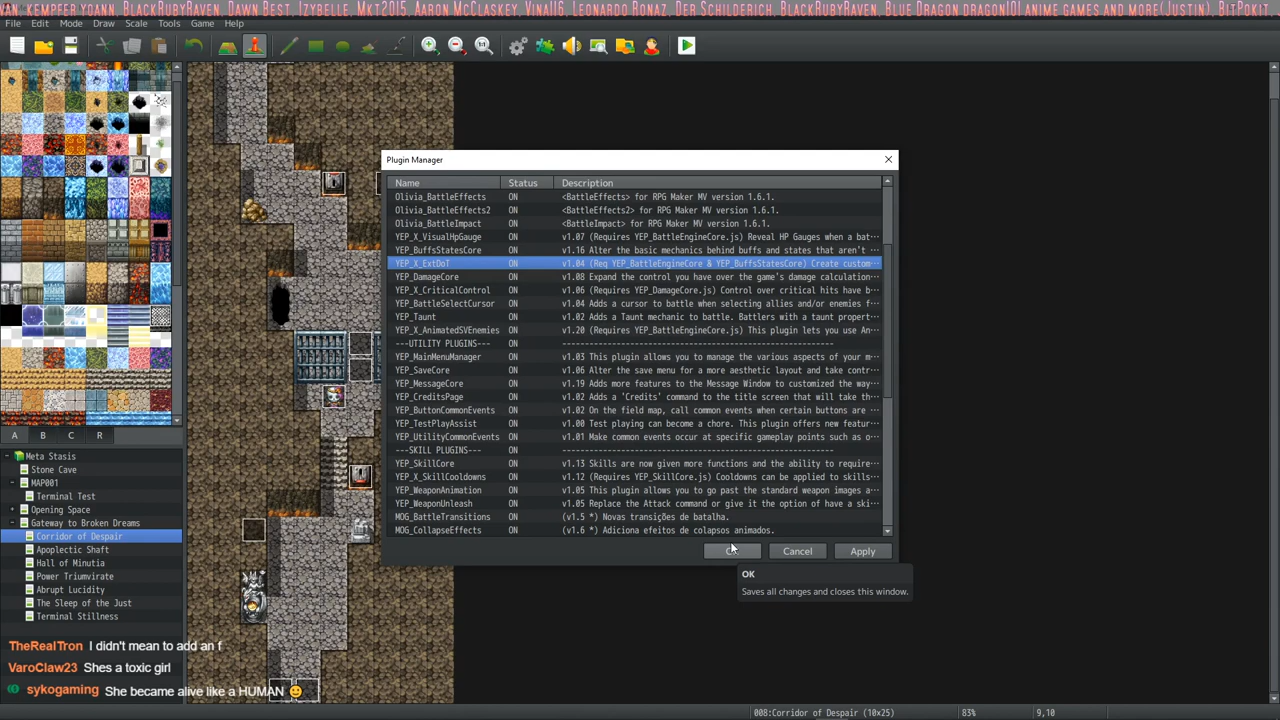 VAN KEMPFER YOANN, BLACKRUBYRAVEN, DAWN BEST, IZYBELLE, MKT2015, AARON MCCLASKEY, VINAL16, LEONARDO BONAZ, DER SCHILDERICH, BLACKRUBYRAVEN, BLUE DRAGON DRAGON101 ANIME GAMES AND MORE(JUSTIN), BITPOKIT
File Edit Mode Draw Scale Tools Game Help
Plugin Manager
Name Status Description
Olivia_BattleEffects ON <BattleEffects> for RPG Maker MV version 1.6.1.
Olivia_BattleEffects2 ON <BattleEffects2> for RPG Maker MV version 1.6.1.
Olivia_BattleImpact ON <BattleImpact> for RPG Maker MV version 1.6.1.
YEP_X_VisualHpGauge ON v1.07 (Requires YEP_BattleEngineCore.js) Reveal HP Gauges when a bat···
YEP_BuffsStatesCore ON v1.16 Alter the basic mechanics behind buffs and states that aren't ···
YEP_X_ExtDoT ON v1.04 (Req YEP_BattleEngineCore & YEP_BuffsStatesCore) Create custom···
YEP_DamageCore ON v1.08 Expand the control you have over the game's damage calculation···
YEP_X_CriticalControl ON v1.06 (Requires YEP_DamageCore.js) Control over critical hits have b···
YEP_BattleSelectCursor ON v1.04 Adds a cursor to battle when selecting allies and/or enemies f···
YEP_Taunt ON v1.02 Adds a Taunt mechanic to battle. Battlers with a taunt propert···
YEP_X_AnimatedSVEnemies ON v1.20 (Requires YEP_BattleEngineCore.js) This plugin lets you use An···
---UTILITY PLUGINS--- ON ------------------------------------------------------
YEP_MainMenuManager ON v1.03 This plugin allows you to manage the various aspects of your m···
YEP_SaveCore ON v1.06 Alter the save menu for a more aesthetic layout and take contr···
YEP_MessageCore ON v1.19 Adds more features to the Message Window to customized the way···
YEP_CreditsPage ON v1.02 Adds a 'Credits' command to the title screen that will take th···
YEP_ButtonCommonEvents ON v1.02 On the field map, call common events when certain buttons are ···
YEP_TestPlayAssist ON v1.00 Test playing can become a chore. This plugin offers new featur···
YEP_UtilityCommonEvents ON v1.01 Make common events occur at specific gameplay points such as o···
---SKILL PLUGINS--- ON ------------------------------------------------------
YEP_SkillCore ON v1.13 Skills are now given more functions and the ability to require···
YEP_X_SkillCooldowns ON v1.12 (Requires YEP_SkillCore.js) Cooldowns can be applied to skills···
YEP_WeaponAnimation ON v1.05 This plugin allows you to go past the standard weapon images a···
YEP_WeaponUnleash ON v1.05 Replace the Attack command or give it the option of have a ski···
MOG_BattleTransitions ON (v1.5 *) Novas transições de batalha.
MOG_CollapseEffects ON (v1.6 *) Adiciona efeitos de colapsos animados.
OK Cancel Apply
OK
Saves all changes and closes this window.
A B C R
Meta Stasis
Stone Cave
MAP001
Terminal Test
Opening Space
Gateway to Broken Dreams
Corridor of Despair
Apoplectic Shaft
Hall of Minutia
Power Triumvirate
Abrupt Lucidity
The Sleep of the Just
Terminal Stillness
TheRealTron I didn't mean to add an f
VaroClaw23 Shes a toxic girl
sykogaming She became alive like a HUMAN
008:Corridor of Despair (10x25) 83% 9,10